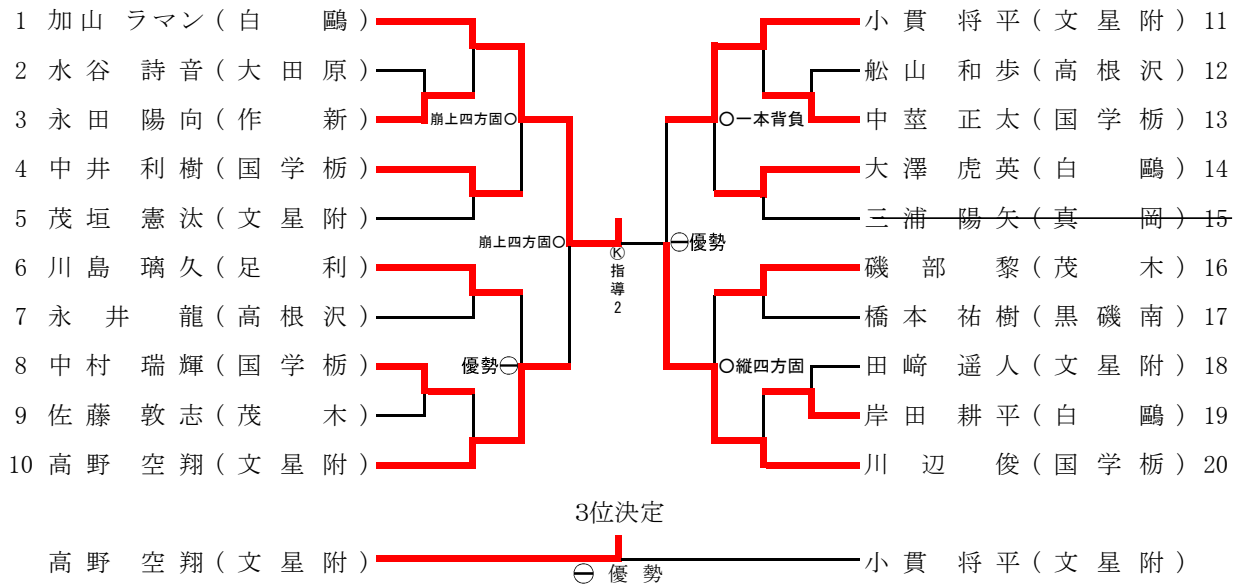 1 加山 ラマン ( 白 鷗 )
2 水谷 詩音 ( 大田原 )
3 永田 陽向 ( 作 新 )
4 中井 利樹 ( 国学栃 )
5 茂垣 憲汰 ( 文星附 )
6 川島 璃久 ( 足 利 )
7 永井 龍 ( 高根沢 )
8 中村 瑞輝 ( 国学栃 )
9 佐藤 敦志 ( 茂 木 )
10 高野 空翔 ( 文星附 )
崩上四方固○
崩上四方固○
優勢㊀
Ⓚ指導2
小貫 将平 ( 文星附 ) 11
舩山 和歩 ( 高根沢 ) 12
中莖 正太 ( 国学栃 ) 13
大澤 虎英 ( 白 鷗 ) 14
三浦 陽矢 ( 真 岡 ) 15
磯部 黎 ( 茂 木 ) 16
橋本 祐樹 ( 黒磯南 ) 17
田﨑 遥人 ( 文星附 ) 18
岸田 耕平 ( 白 鷗 ) 19
川辺 俊 ( 国学栃 ) 20
○一本背負
㊀優勢
○縦四方固
3位決定
高野 空翔 ( 文星附 )
㊀ 優勢
小貫 将平 ( 文星附 )